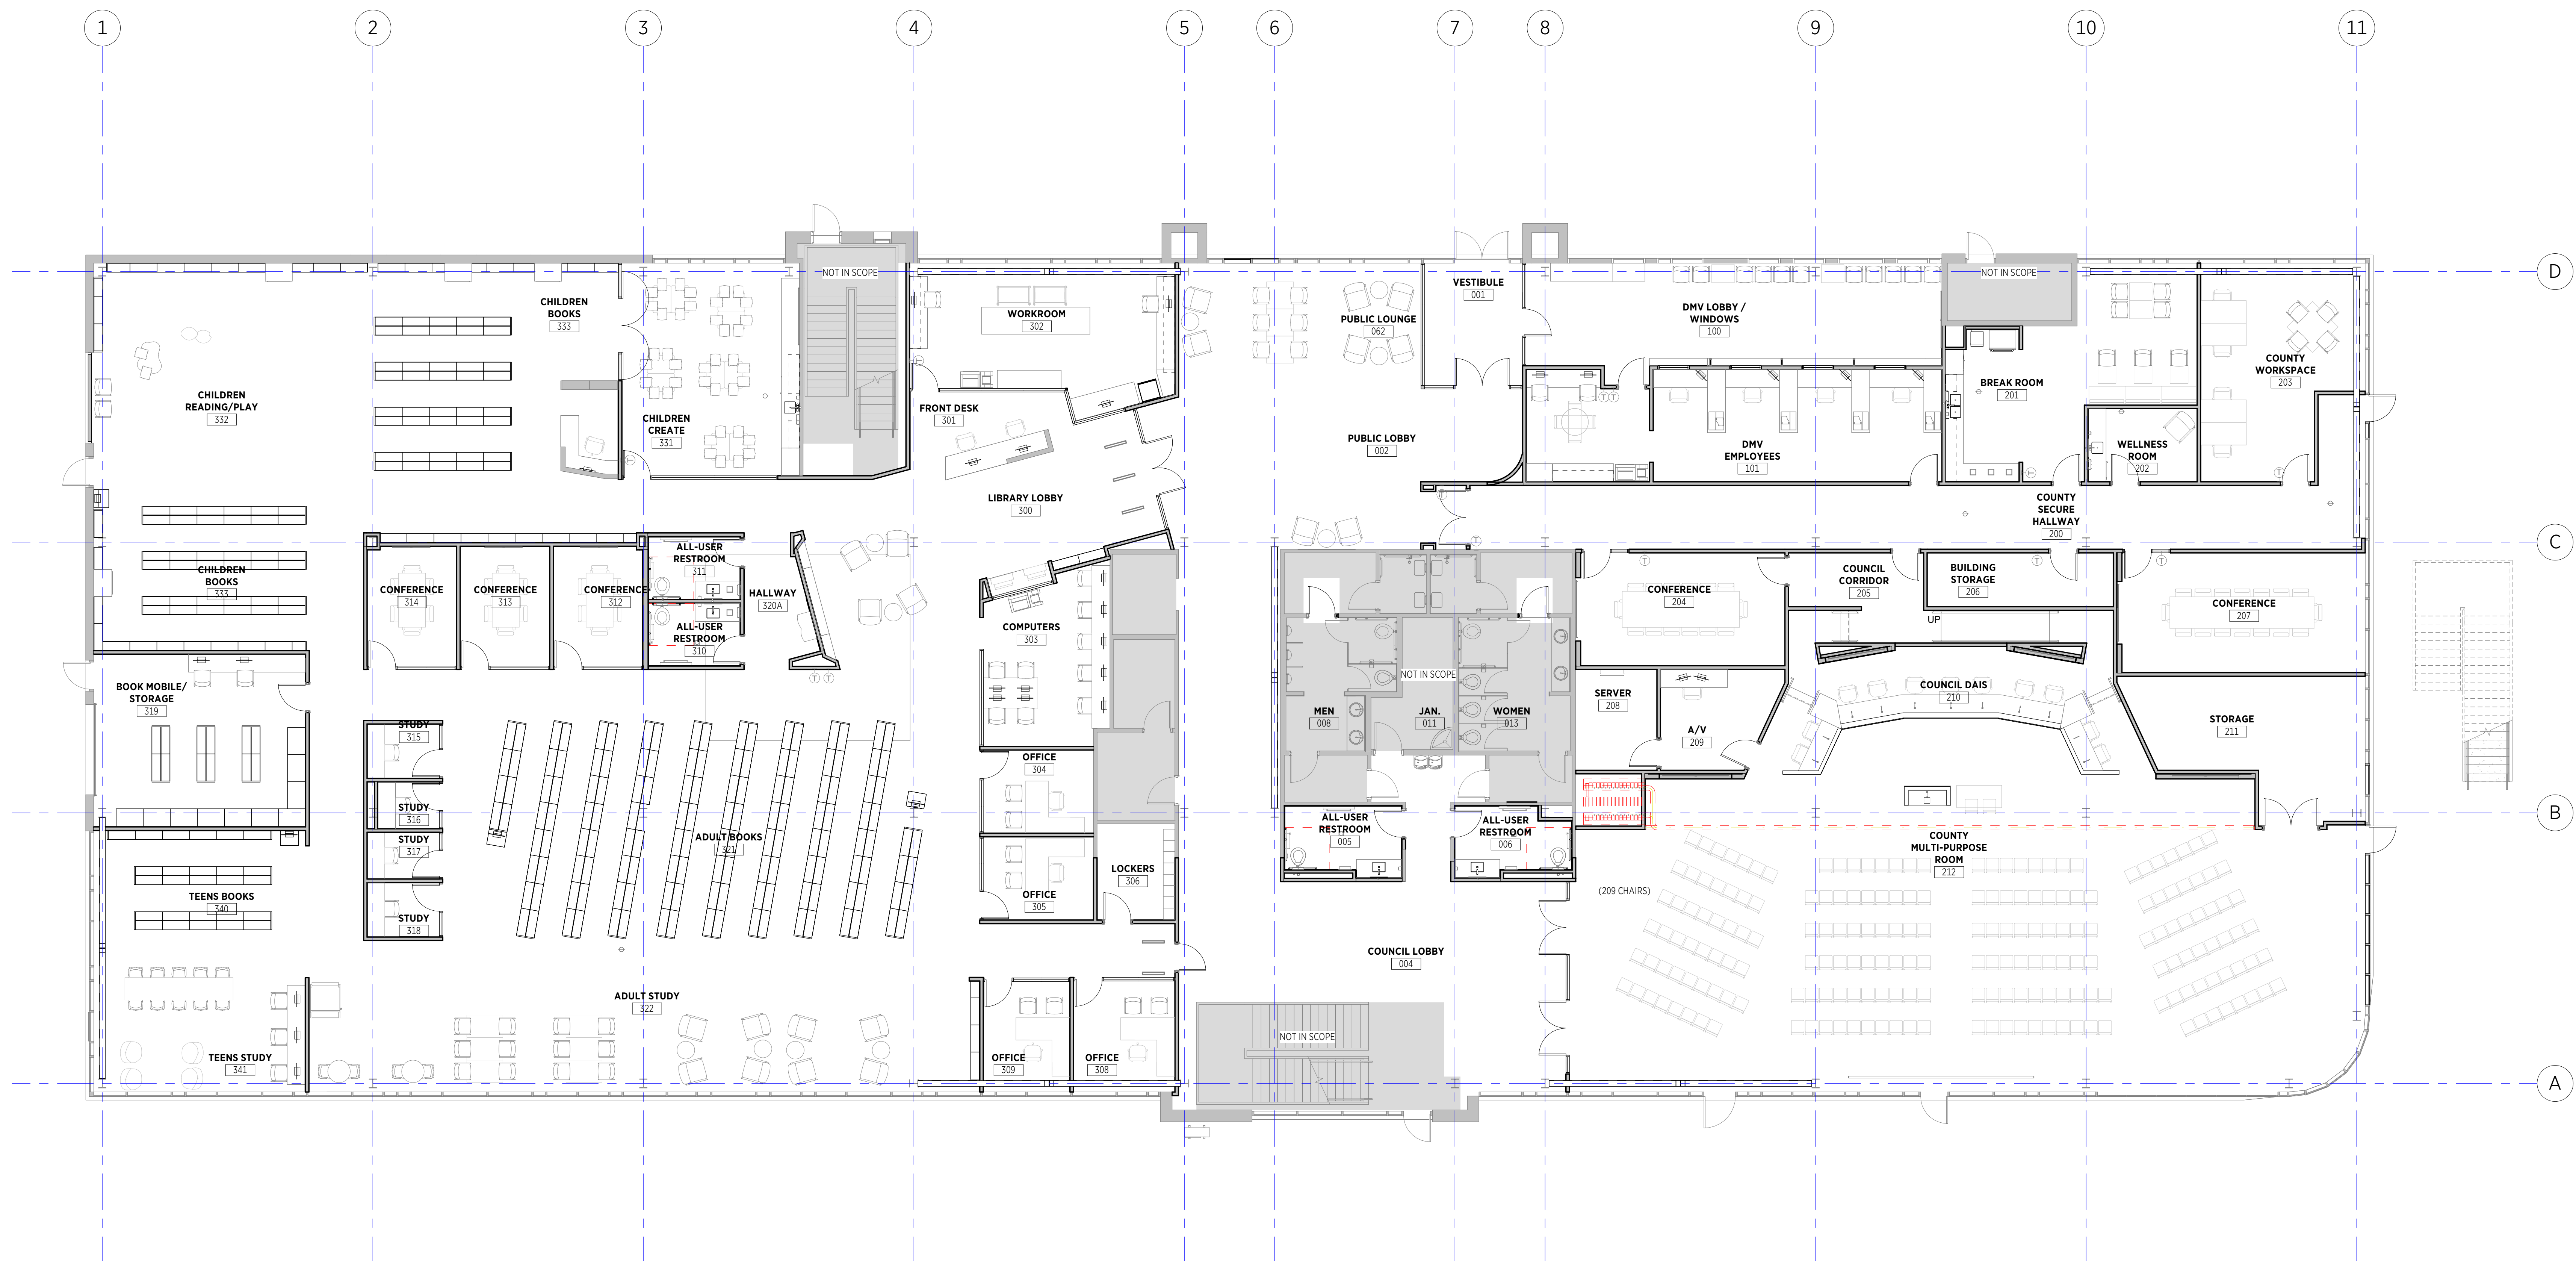 1
2
3
4
5
6
7
8
9
10
11
D
C
B
A
NOT IN SCOPE
NOT IN SCOPE
VESTIBULE
001
CHILDREN
BOOKS
333
WORKROOM
302
PUBLIC LOUNGE
062
DMV LOBBY /
WINDOWS
100
COUNTY
WORKSPACE
203
CHILDREN
READING/PLAY
332
CHILDREN
CREATE
331
FRONT DESK
301
BREAK ROOM
201
PUBLIC LOBBY
002
DMV
EMPLOYEES
101
WELLNESS
ROOM
202
LIBRARY LOBBY
300
COUNTY
SECURE
HALLWAY
200
CHILDREN
BOOKS
333
CONFERENCE
314
CONFERENCE
313
CONFERENCE
312
ALL-USER
RESTROOM
311
ALL-USER
RESTROOM
310
HALLWAY
320A
COMPUTERS
303
CONFERENCE
204
COUNCIL
CORRIDOR
205
BUILDING
STORAGE
206
UP
CONFERENCE
207
NOT IN SCOPE
BOOK MOBILE/
STORAGE
319
SERVER
208
COUNCIL DAIS
210
MEN
008
JAN.
011
WOMEN
013
A/V
209
STORAGE
211
STUDY
315
OFFICE
304
STUDY
316
STUDY
317
ADULT BOOKS
321
ALL-USER
RESTROOM
005
ALL-USER
RESTROOM
006
COUNTY
MULTI-PURPOSE
ROOM
212
LOCKERS
306
TEENS BOOKS
340
OFFICE
305
STUDY
318
(209 CHAIRS)
COUNCIL LOBBY
004
ADULT STUDY
322
NOT IN SCOPE
TEENS STUDY
341
OFFICE
309
OFFICE
308
T
T
T
T
T
T
T
T
T
T
T
T
T